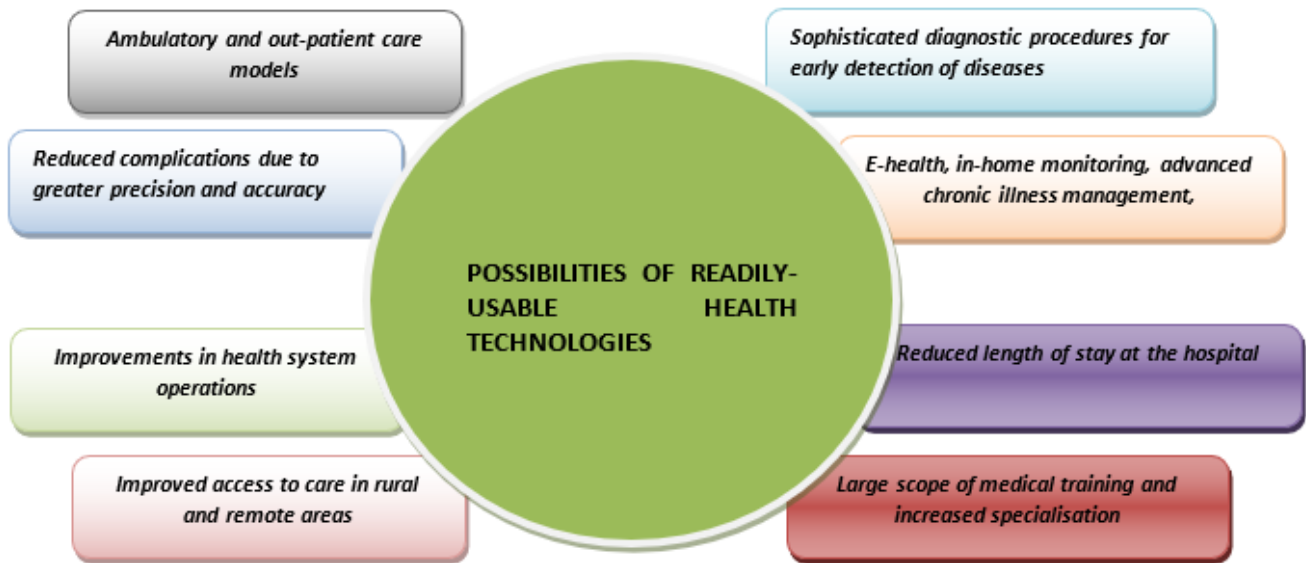 Ambulatory and out-patient care
models
Sophisticated diagnostic procedures for
early detection of diseases
Reduced complications due to
greater precision and accuracy
E-health, in-home monitoring, advanced
chronic illness management,
POSSIBILITIES OF READILY-
USABLE HEALTH
TECHNOLOGIES
Improvements in health system
operations
Reduced length of stay at the hospital
Improved access to care in rural
and remote areas
Large scope of medical training and
increased specialisation